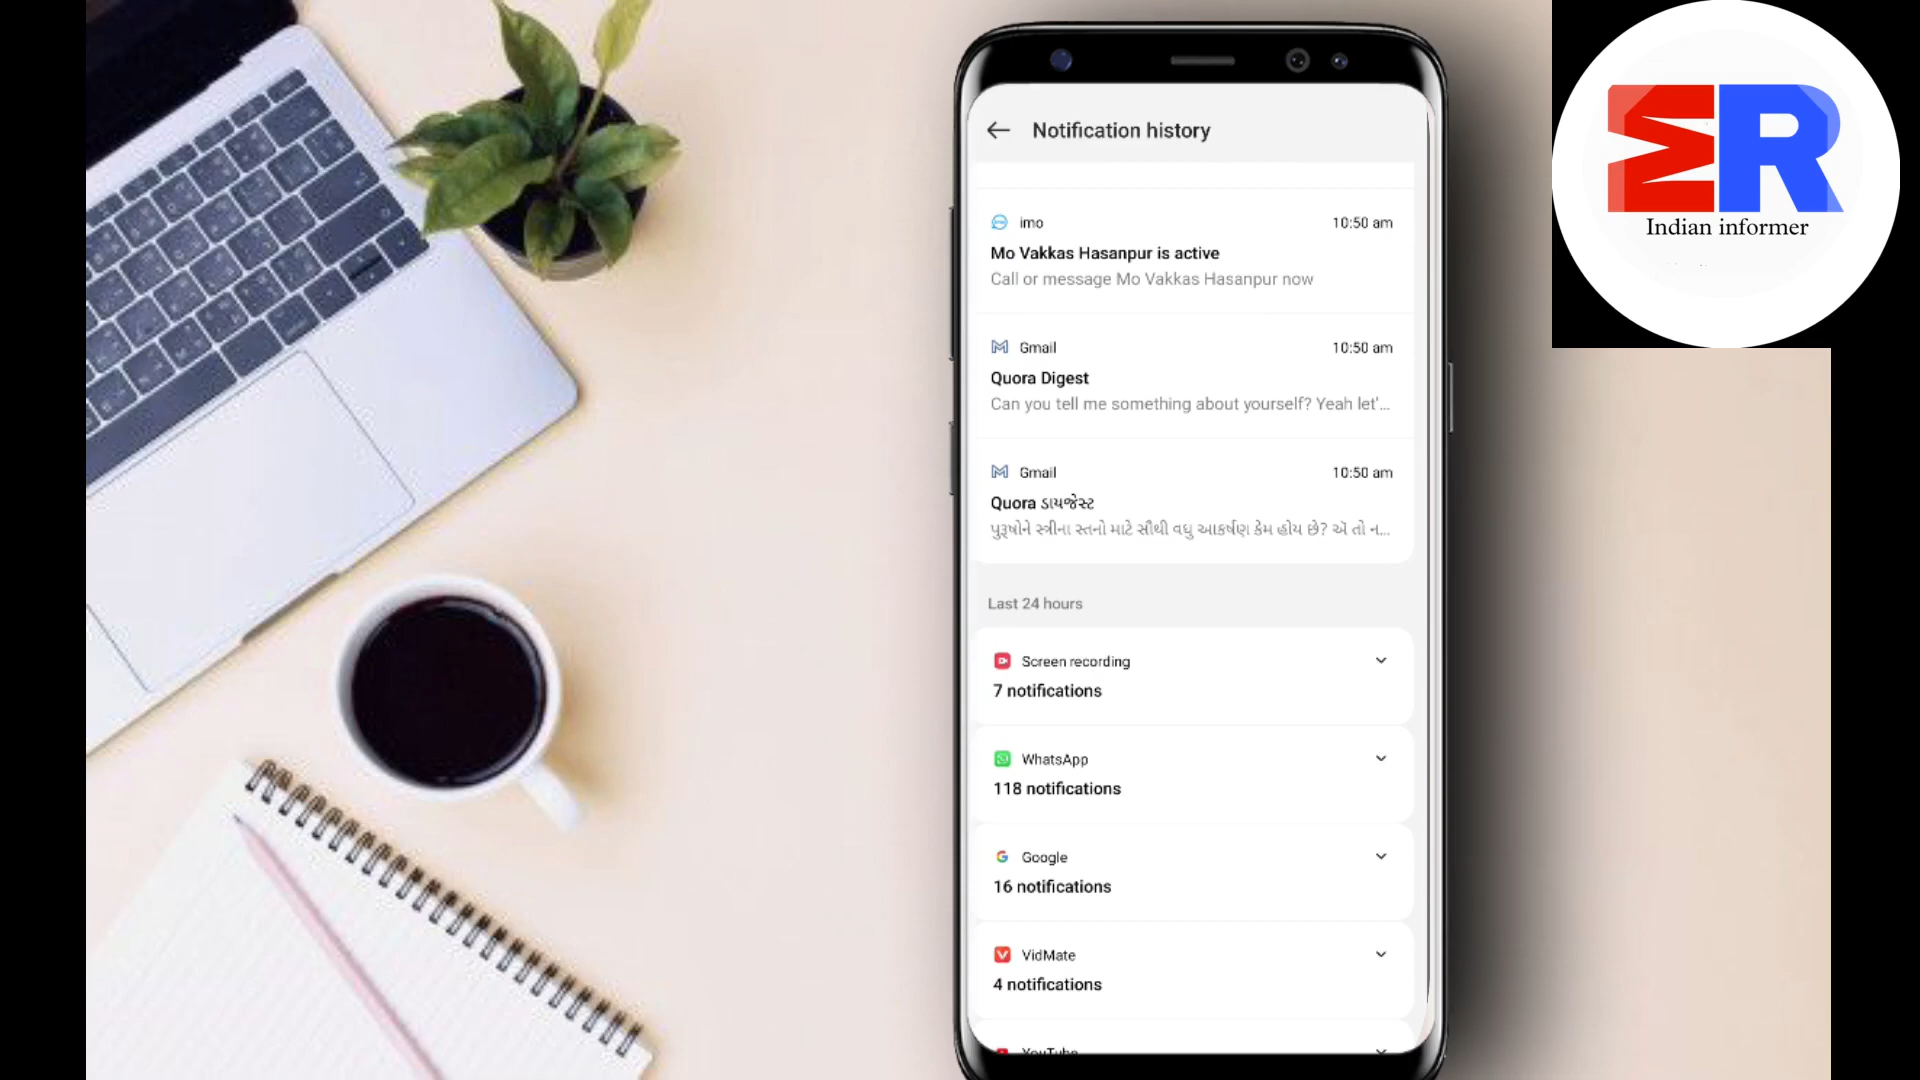 Notification history
imo 10:50 am
Mo Vakkas Hasanpur is active
Call or message Mo Vakkas Hasanpur now
Gmail 10:50 am
Quora Digest
Can you tell me something about yourself? Yeah let'...
Gmail 10:50 am
Quora ડાયજેસ્ટ
પુરૂષોને સ્ત્રીના સ્તનો માટે સૌથી વધુ આકર્ષણ કેમ હોય છે? એ તો ન...
Last 24 hours
Screen recording
7 notifications
WhatsApp
118 notifications
Google
16 notifications
VidMate
4 notifications
YouTube
ER
Indian informer